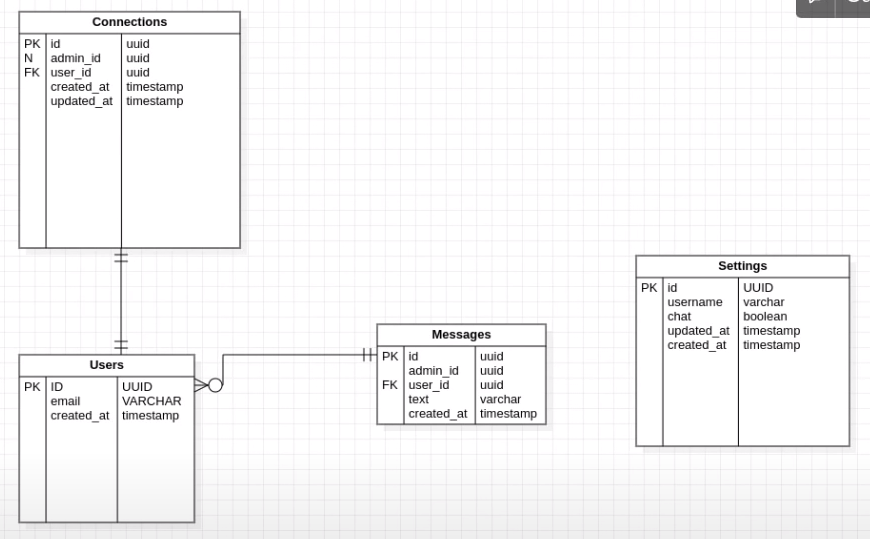 Connections
PK id uuid
N admin_id uuid
FK user_id uuid
created_at timestamp
updated_at timestamp
Settings
PK id UUID
username varchar
chat boolean
updated_at timestamp
created_at timestamp
Messages
PK id uuid
admin_id uuid
FK user_id uuid
text varchar
created_at timestamp
Users
PK ID UUID
email VARCHAR
created_at timestamp